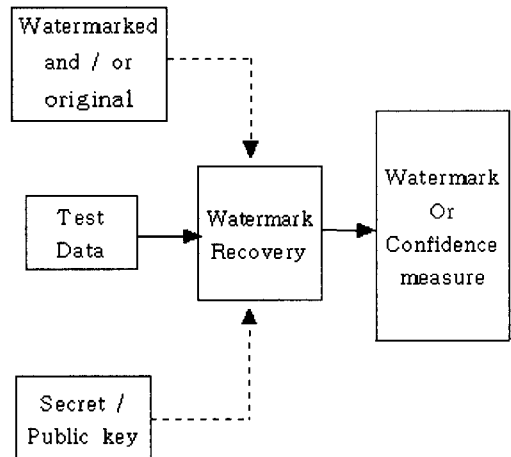 Watermarked
and / or
original
Test
Data
Watermark
Recovery
Watermark
Or
Confidence
measure
Secret /
Public key